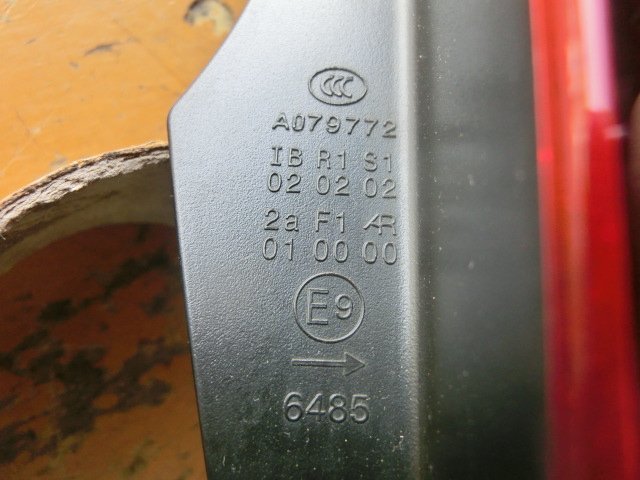 CCC
A079772
IB R1 S1
02 02 02
2a F1 AR
01 00 00
E9
6485